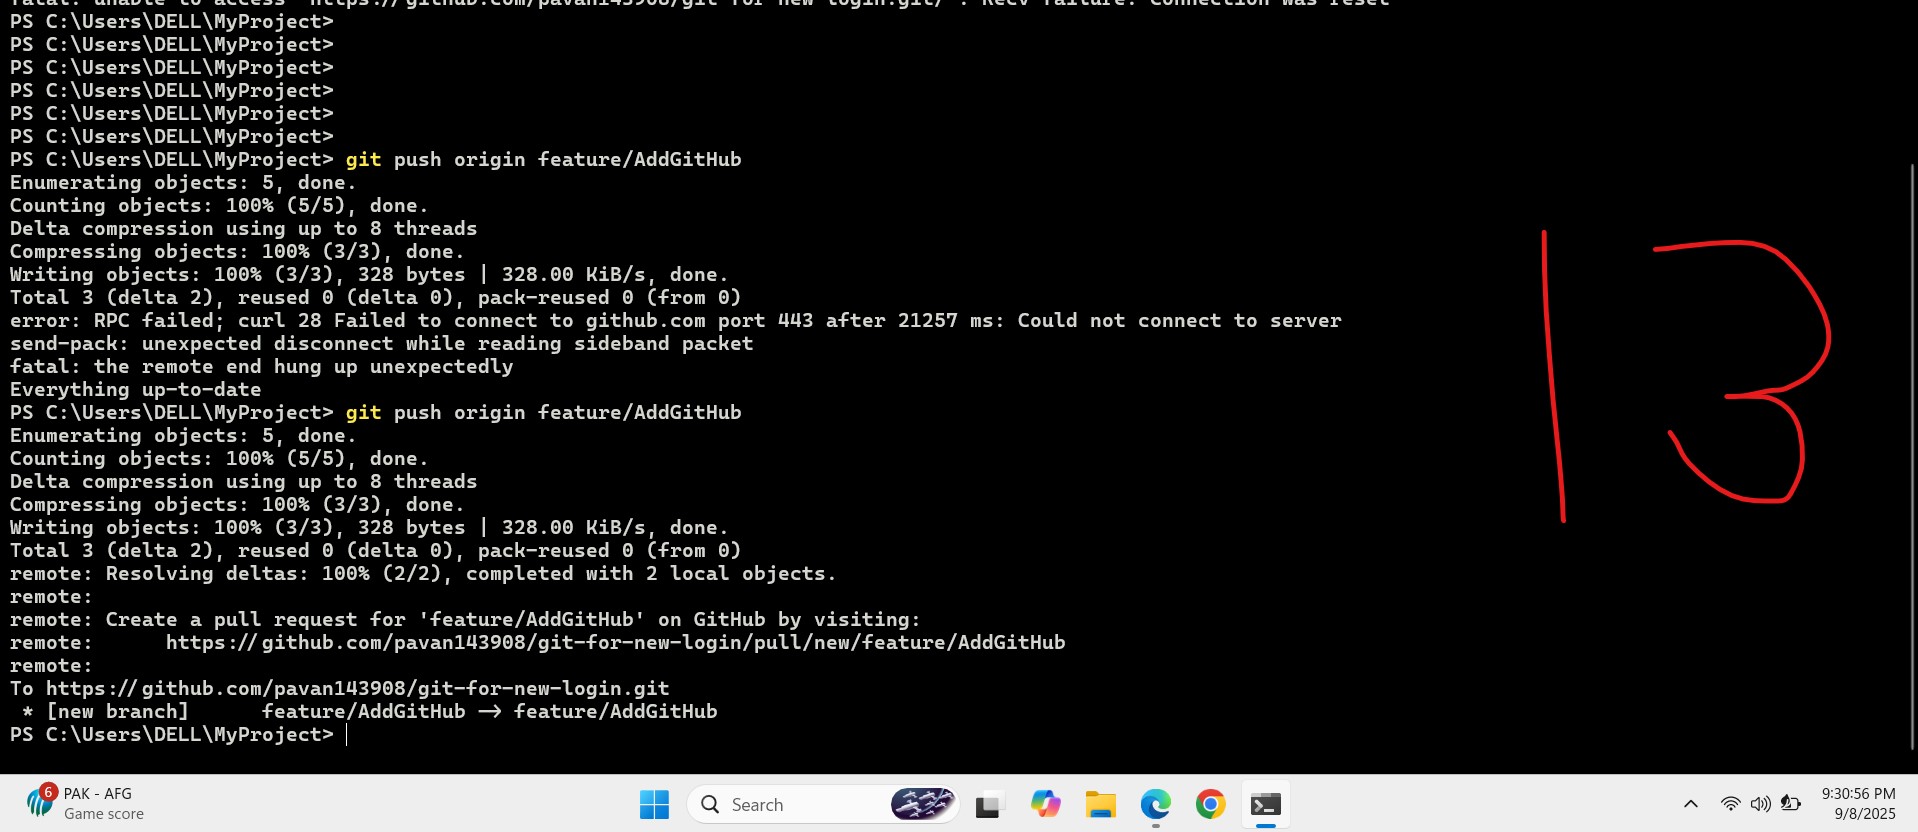 fatal: unable to access 'https://github.com/pavan143908/git-for-new-login.git/': Recv failure: Connection was reset
PS C:\Users\DELL\MyProject>
PS C:\Users\DELL\MyProject>
PS C:\Users\DELL\MyProject>
PS C:\Users\DELL\MyProject>
PS C:\Users\DELL\MyProject>
PS C:\Users\DELL\MyProject>
PS C:\Users\DELL\MyProject> git push origin feature/AddGitHub
Enumerating objects: 5, done.
Counting objects: 100% (5/5), done.
Delta compression using up to 8 threads
Compressing objects: 100% (3/3), done.
Writing objects: 100% (3/3), 328 bytes | 328.00 KiB/s, done.
Total 3 (delta 2), reused 0 (delta 0), pack-reused 0 (from 0)
error: RPC failed; curl 28 Failed to connect to github.com port 443 after 21257 ms: Could not connect to server
send-pack: unexpected disconnect while reading sideband packet
fatal: the remote end hung up unexpectedly
Everything up-to-date
PS C:\Users\DELL\MyProject> git push origin feature/AddGitHub
Enumerating objects: 5, done.
Counting objects: 100% (5/5), done.
Delta compression using up to 8 threads
Compressing objects: 100% (3/3), done.
Writing objects: 100% (3/3), 328 bytes | 328.00 KiB/s, done.
Total 3 (delta 2), reused 0 (delta 0), pack-reused 0 (from 0)
remote: Resolving deltas: 100% (2/2), completed with 2 local objects.
remote:
remote: Create a pull request for 'feature/AddGitHub' on GitHub by visiting:
remote:      https://github.com/pavan143908/git-for-new-login/pull/new/feature/AddGitHub
remote:
To https://github.com/pavan143908/git-for-new-login.git
 * [new branch]      feature/AddGitHub -> feature/AddGitHub
PS C:\Users\DELL\MyProject>
13
6
PAK - AFG
Game score
Search
9:30:56 PM
9/8/2025